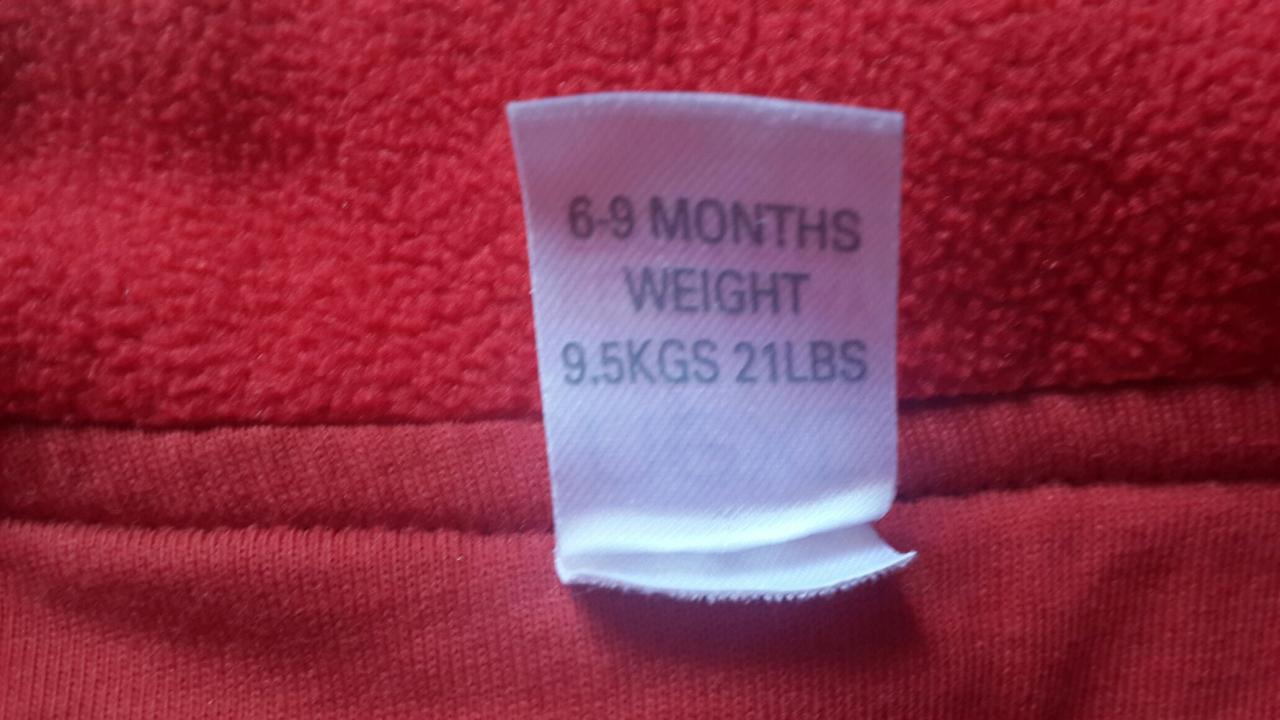 6-9 MONTHS
WEIGHT
9.5KGS 21LBS